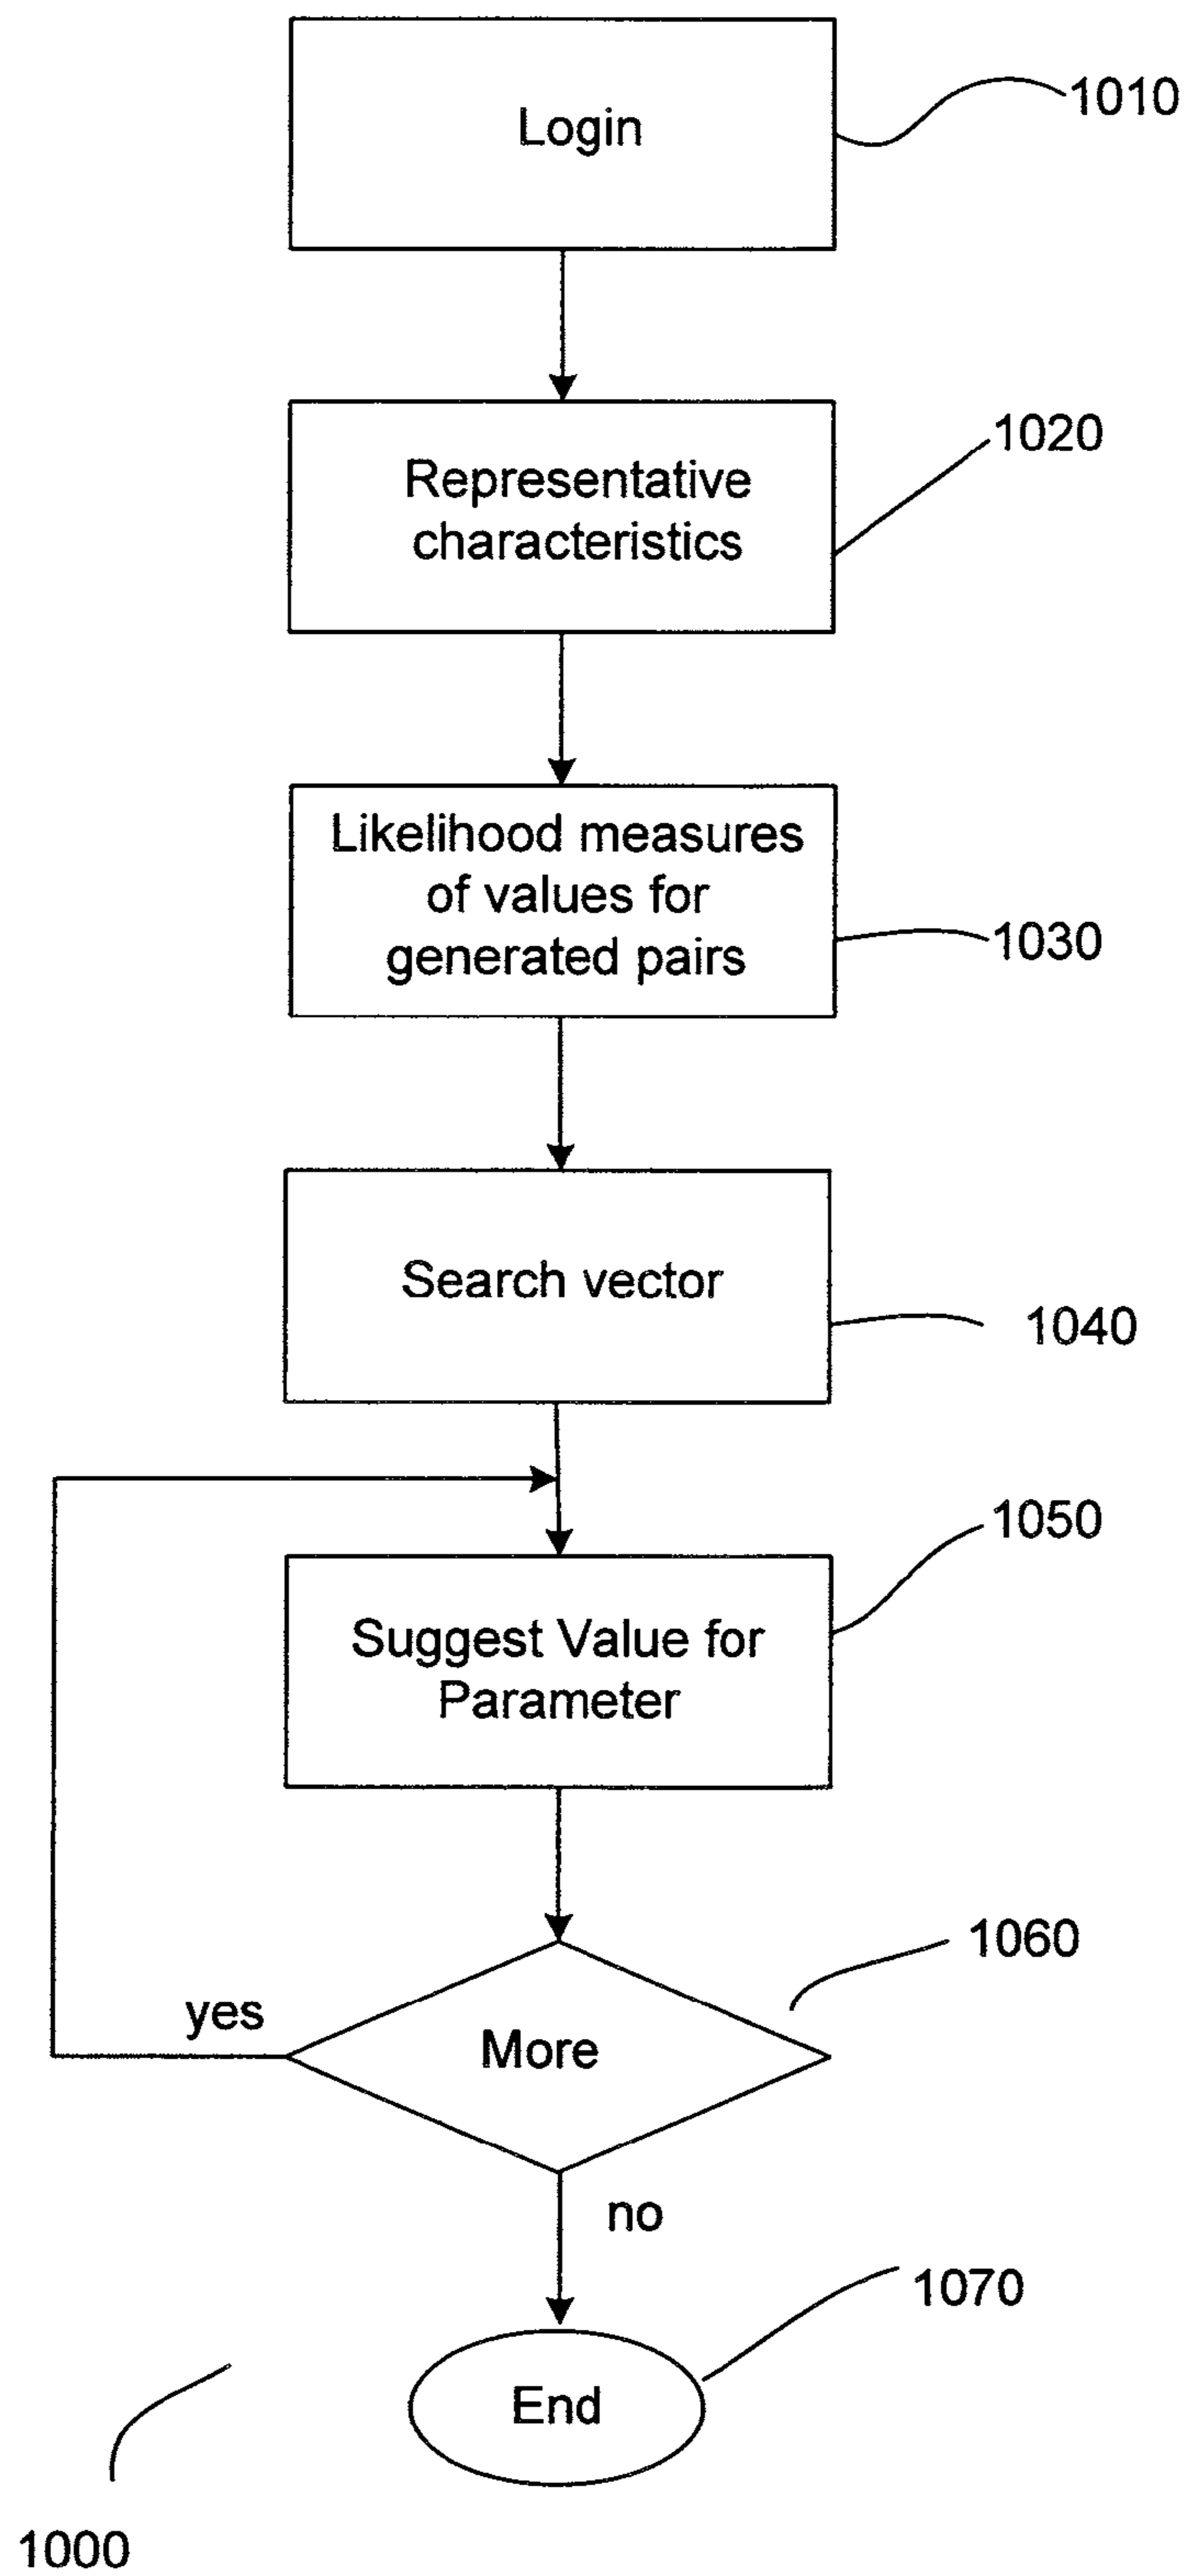 Login
1010
Representative
characteristics
1020
Likelihood measures
of values for
generated pairs
1030
Search vector
1040
Suggest Value for
Parameter
1050
More
1060
yes
no
End
1070
1000